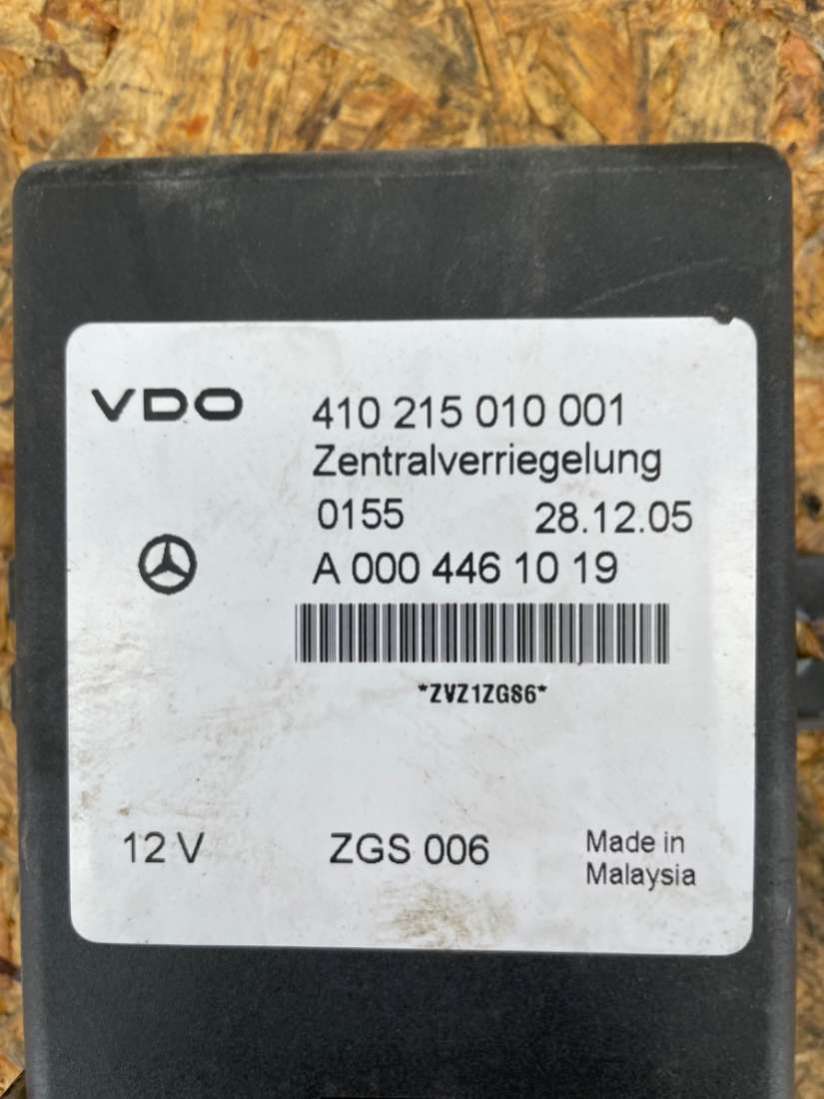 VDO 410 215 010 001
Zentralverriegelung
0155 28.12.05
A 000 446 10 19
*ZVZ1ZGS6*
12 V ZGS 006 Made in
Malaysia